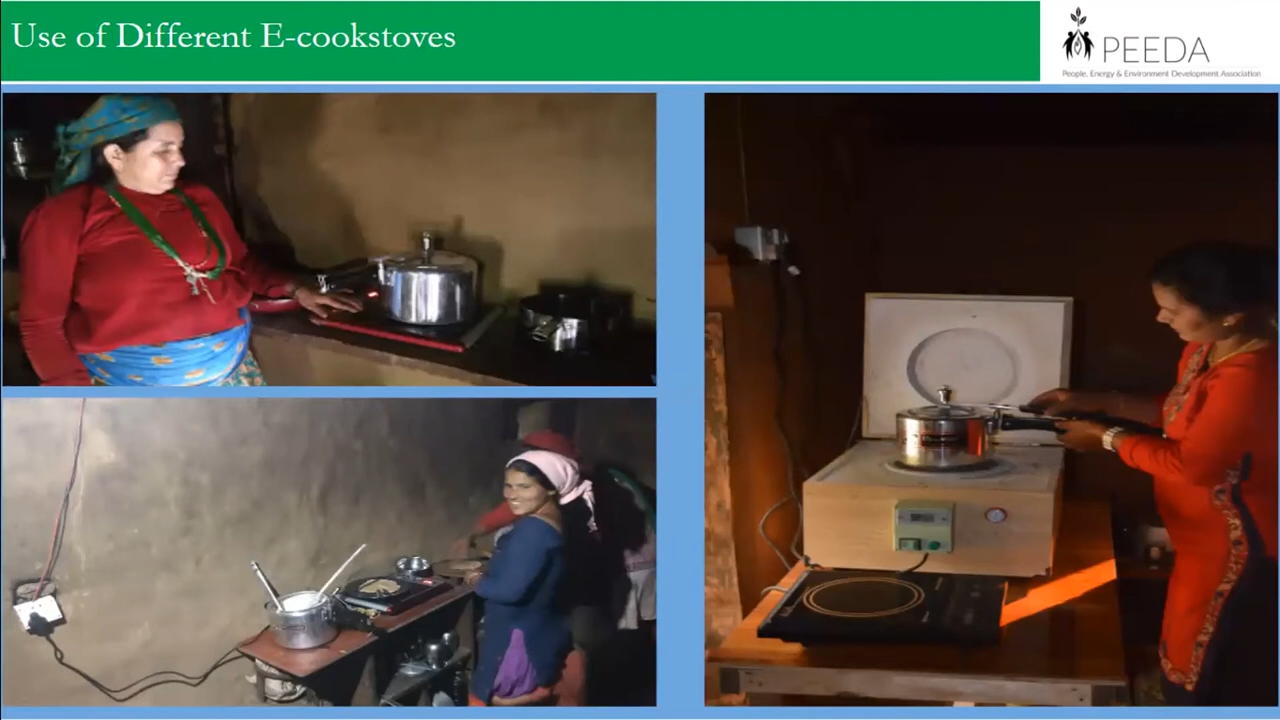 Use of Different E-cookstoves
PEEDA
People, Energy & Environment Development Association